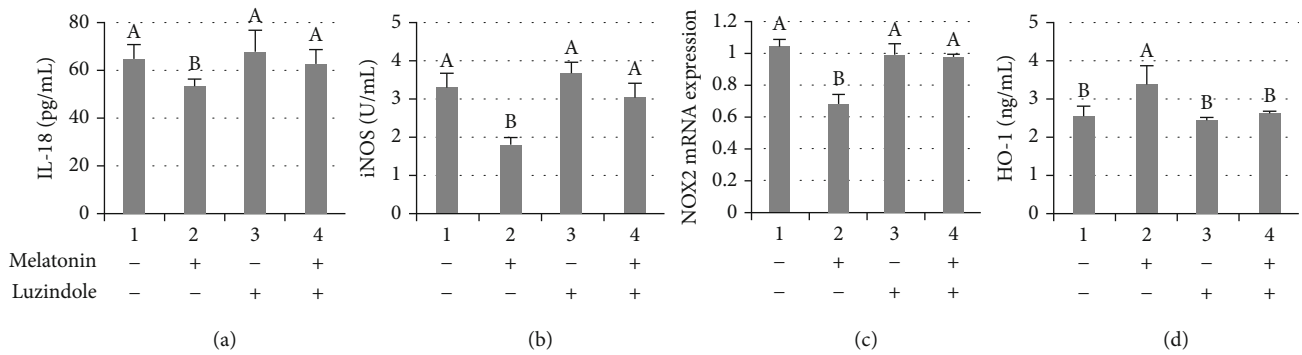 IL-18 (pg/mL)
80
60
40
20
0
A
B
A
A
1 2 3 4
iNOS (U/mL)
5
4
3
2
1
0
A
B
A
A
1 2 3 4
NOX2 mRNA expression
1.2
1
0.8
0.6
0.4
0.2
0
A
B
A
A
1 2 3 4
HO-1 (ng/mL)
5
4
3
2
1
0
B
A
B
B
1 2 3 4
Melatonin − + − + − + − + − + − + − + − +
Luzindole − − + + − − + + − − + + − − + +
(a) (b) (c) (d)